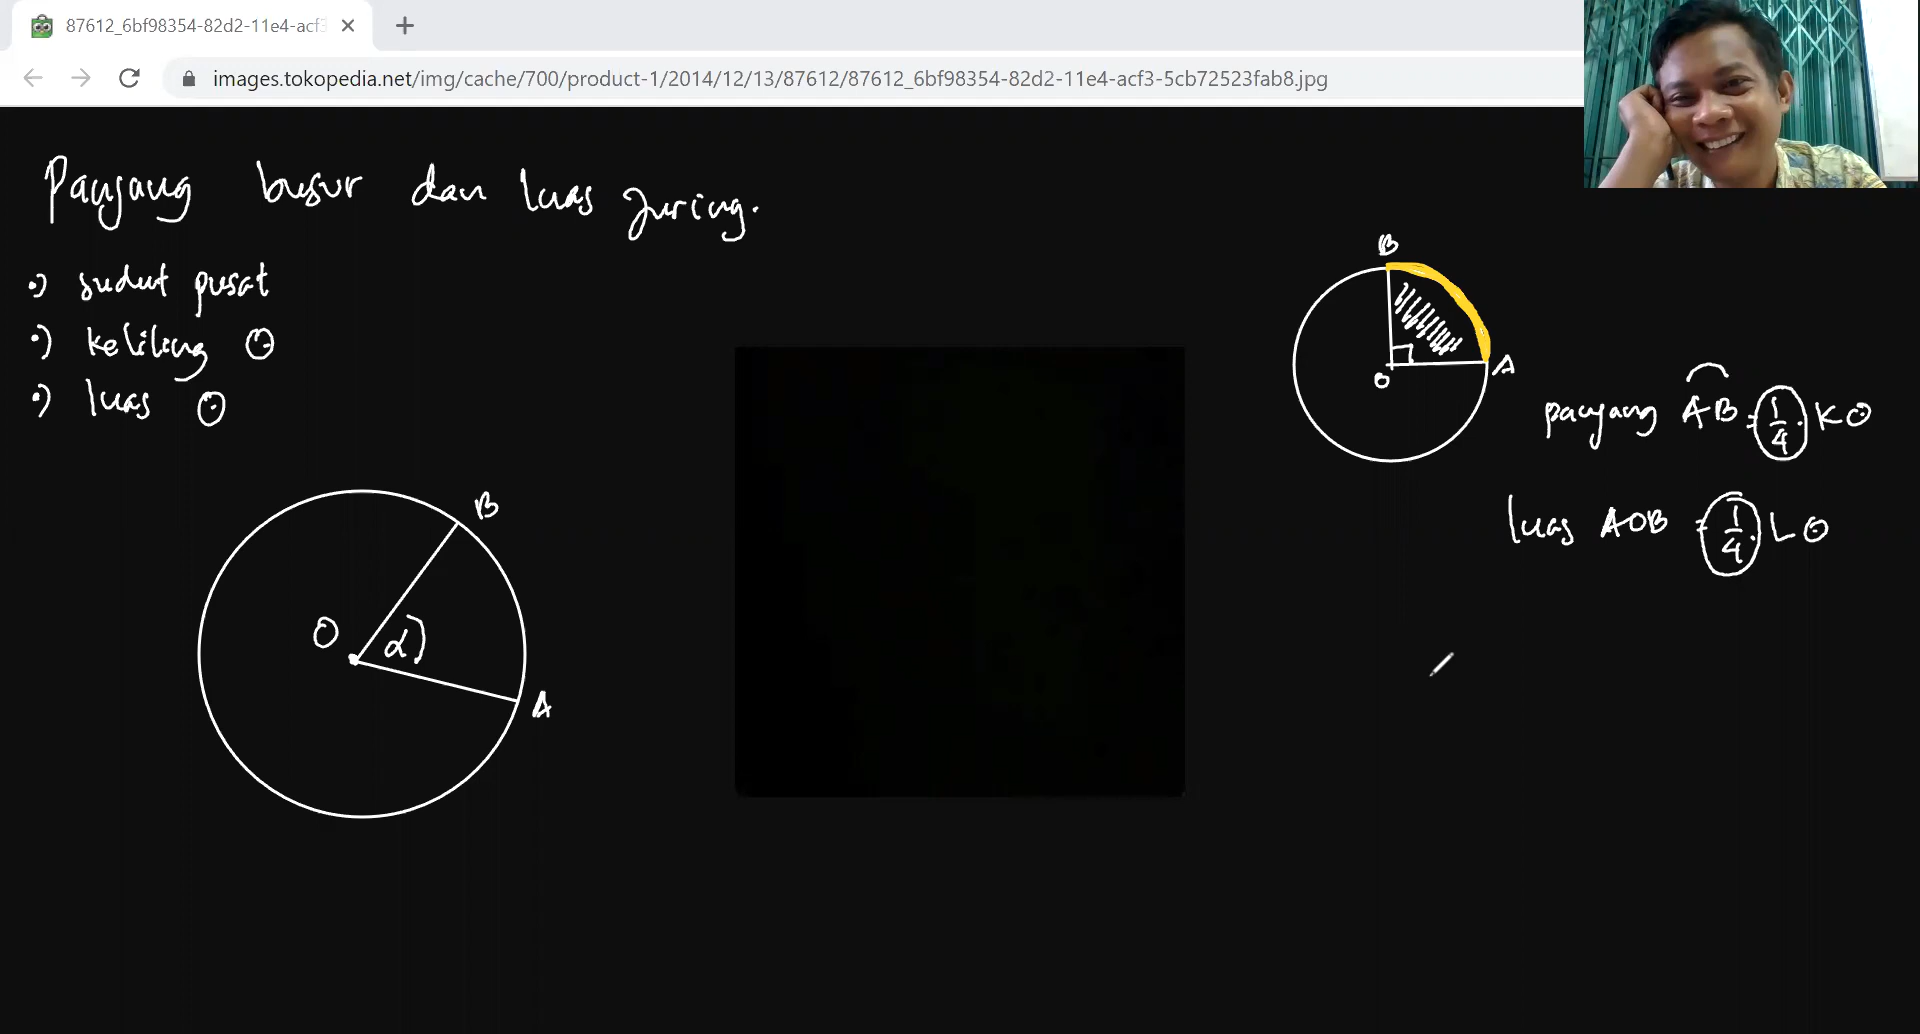 87612_6bf98354-82d2-11e4-acf3
images.tokopedia.net/img/cache/700/product-1/2014/12/13/87612/87612_6bf98354-82d2-11e4-acf3-5cb72523fab8.jpg
Panjang busur dan luas juring.
•) sudut pusat
•) keliling ⊙
•) luas ⊙
B
O α
A
B
O A
panjang AB = 1/4 . K⊙
luas AOB = 1/4 . L⊙